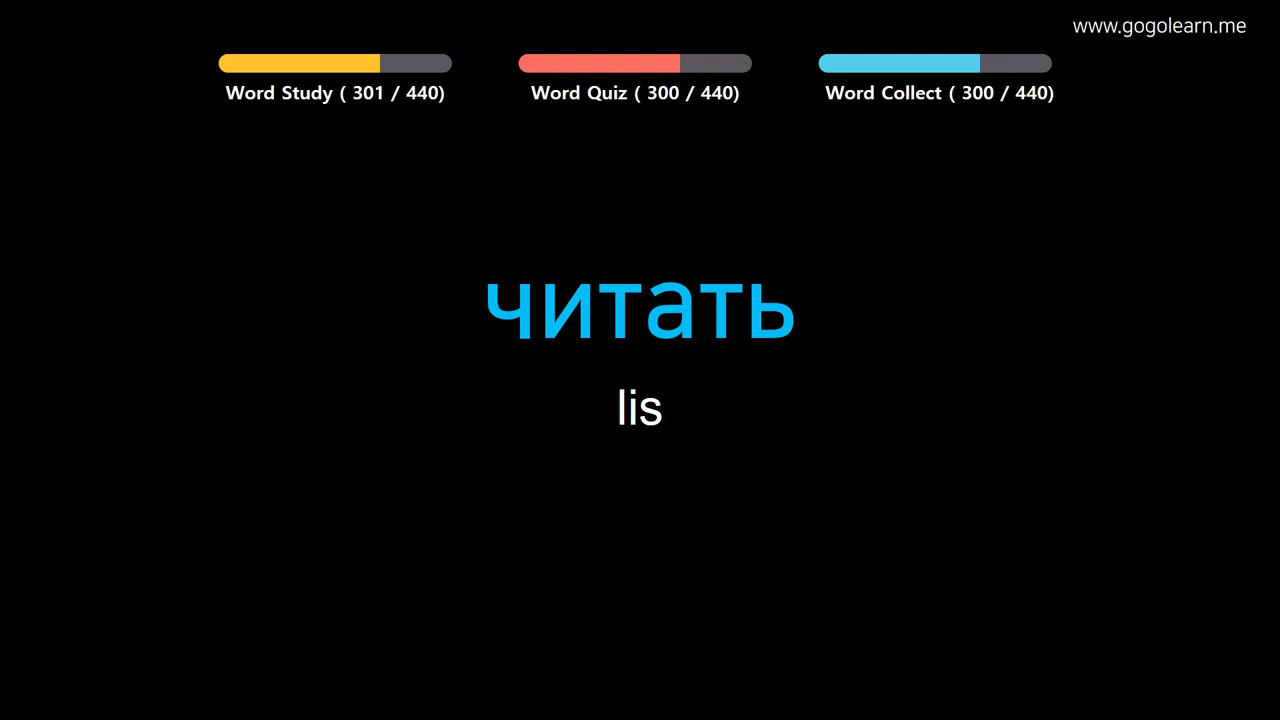 www.gogolearn.me
Word Study ( 301 / 440)
Word Quiz ( 300 / 440)
Word Collect ( 300 / 440)
читать
lis